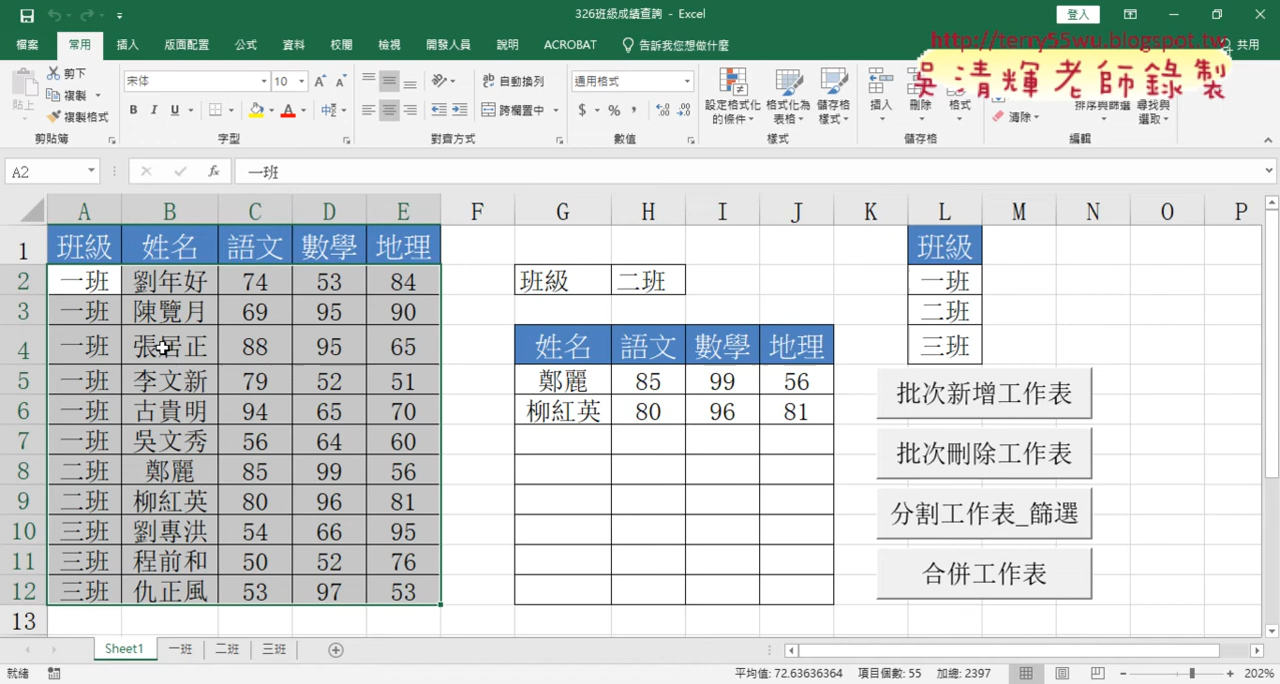 326班級成績查詢 - Excel
登入
檔案 常用 插入 版面配置 公式 資料 校閱 檢視 開發人員 說明 ACROBAT 告訴我您想做什麼 共用
http://terry55wu.blogspot.tw
吳清輝老師錄製
貼上 剪下 複製 複製格式 剪貼簿
宋体 10 B I U 字型
自動換列 跨欄置中 對齊方式
通用格式 $ % 數值
設定格式化的條件 格式化為表格 儲存格樣式 樣式
插入 刪除 格式 儲存格
清除 排序與篩選 尋找與選取 編輯
A2 fx 一班
A B C D E F G H I J K L M N O P
1 班級 姓名 語文 數學 地理 班級
2 一班 劉年好 74 53 84 班級 二班 一班
3 一班 陳覽月 69 95 90 二班
4 一班 張居正 88 95 65 姓名 語文 數學 地理 三班
5 一班 李文新 79 52 51 鄭麗 85 99 56 批次新增工作表
6 一班 古貴明 94 65 70 柳紅英 80 96 81
7 一班 吳文秀 56 64 60 批次刪除工作表
8 二班 鄭麗 85 99 56
9 二班 柳紅英 80 96 81 分割工作表_篩選
10 三班 劉專洪 54 66 95
11 三班 程前和 50 52 76 合併工作表
12 三班 仇正風 53 97 53
13
Sheet1 一班 二班 三班
就緒 平均值: 72.63636364 項目個數: 55 加總: 2397 202%